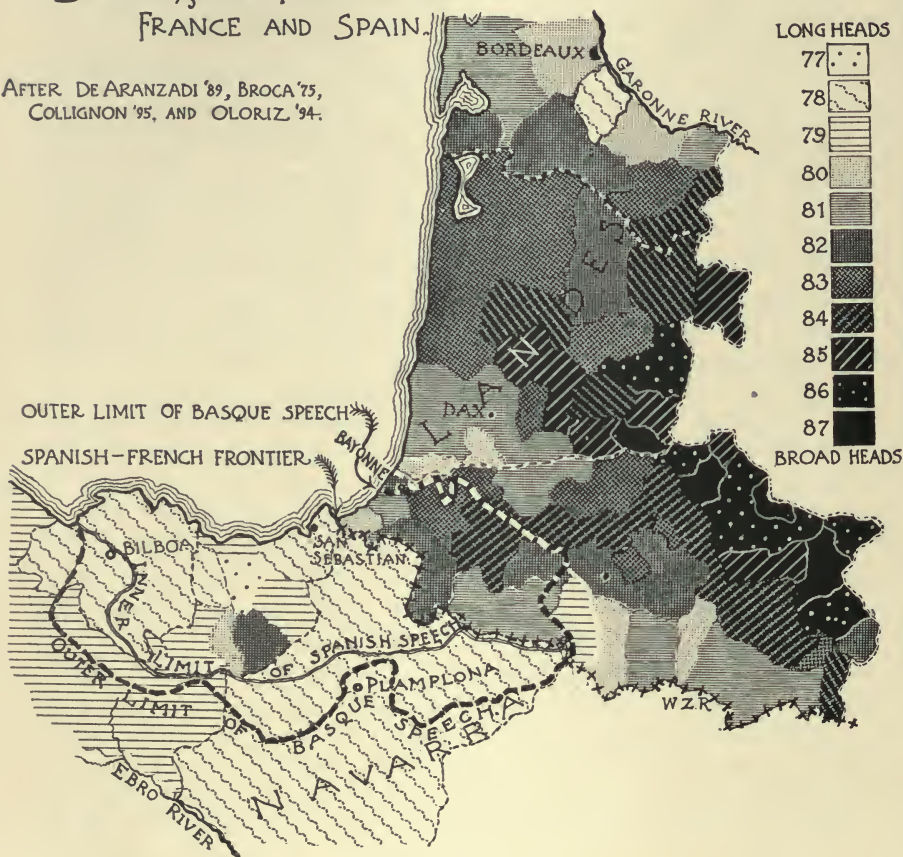 FRANCE AND SPAIN.
AFTER DE ARANZADI '89, BROCA '75,
COLLIGNON '95, AND OLORIZ '94.
BORDEAUX
GARONNE RIVER
LONG HEADS
77
78
79
80
81
82
83
84
85
86
87
BROAD HEADS
LANDES
DAX
OUTER LIMIT OF BASQUE SPEECH
BAYONNE
SPANISH-FRENCH FRONTIER
SAN
SEBASTIAN
BILBOA
INNER LIMIT OF SPANISH SPEECH
PLAMPLONA
OUTER LIMIT OF BASQUE SPEECH
NAVARRA
EBRO RIVER
W.Z.R.